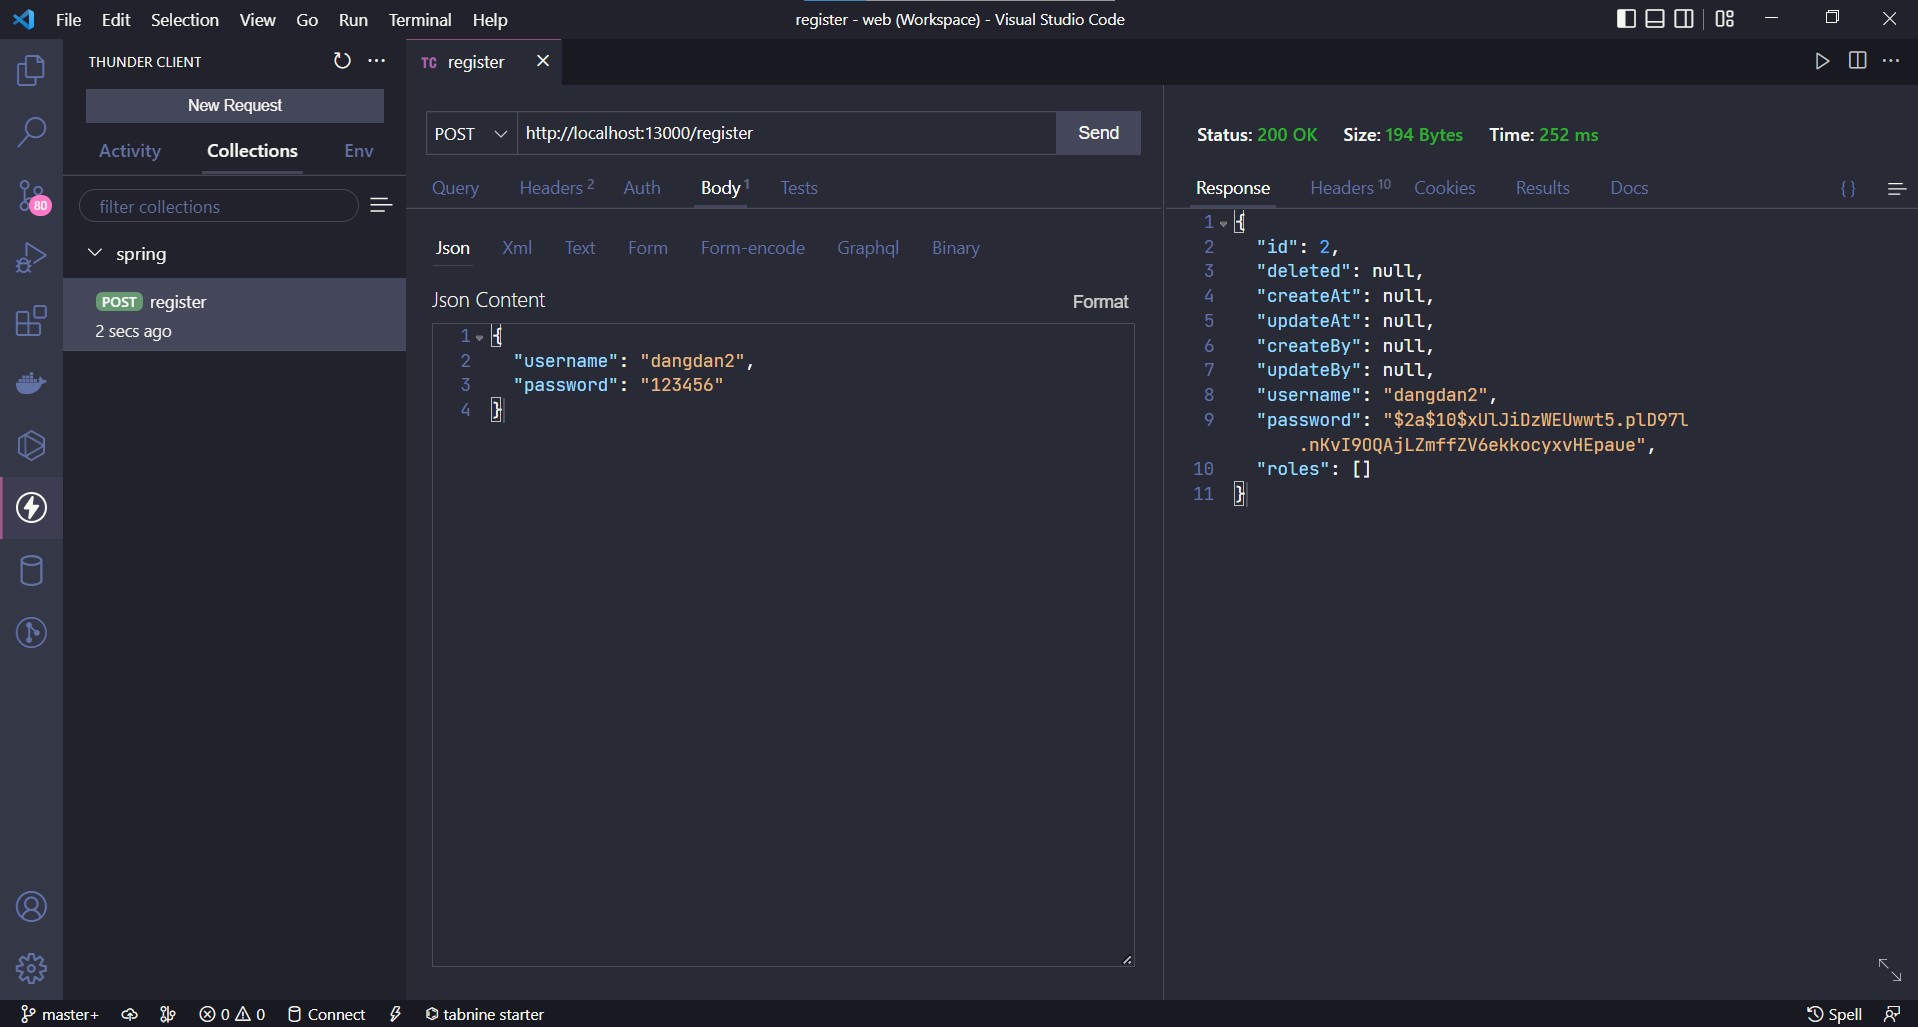 File Edit Selection View Go Run Terminal Help
register - web (Workspace) - Visual Studio Code
THUNDER CLIENT
New Request
Activity Collections Env
filter collections
spring
POST register
2 secs ago
80
TC register
POST http://localhost:13000/register Send
Query Headers 2 Auth Body 1 Tests
Json Xml Text Form Form-encode Graphql Binary
Json Content Format
1 {
2 "username": "dangdan2",
3 "password": "123456"
4 }
Status: 200 OK Size: 194 Bytes Time: 252 ms
Response Headers 10 Cookies Results Docs { }
1 {
2 "id": 2,
3 "deleted": null,
4 "createAt": null,
5 "updateAt": null,
6 "createBy": null,
7 "updateBy": null,
8 "username": "dangdan2",
9 "password": "$2a$10$xUlJiDzWEUwwt5.plD97l
.nKvI9OQAjLZmffZV6ekkocyxvHEpaue",
10 "roles": []
11 }
master+ 0 0 Connect tabnine starter Spell